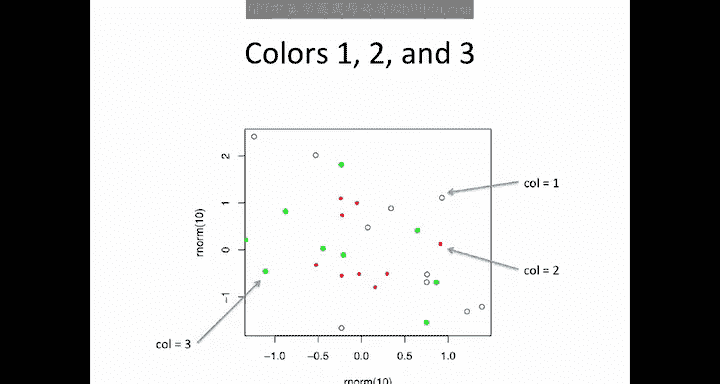 Colors 1, 2, and 3
2
1
0
−1
rnorm(10)
col = 1
col = 2
col = 3
−1.0 −0.5 0.0 0.5 1.0
rnorm(10)